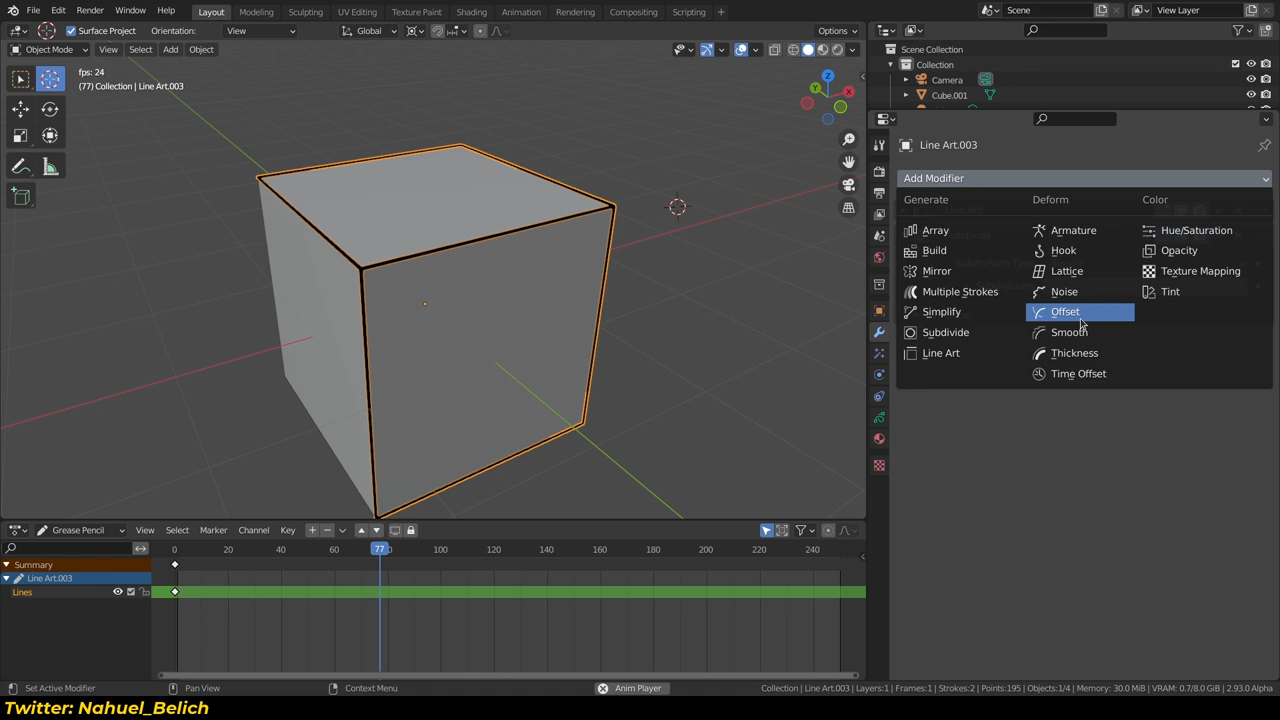 File Edit Render Window Help Layout Modeling Sculpting UV Editing Texture Paint Shading Animation Rendering Compositing Scripting + Scene View Layer
Surface Project Orientation: View Global Options
Object Mode View Select Add Object
Scene Collection
Collection
Camera
Cube.001
fps: 24
(77) Collection | Line Art.003
Z
Y
X
Line Art.003
Add Modifier
Generate Deform Color
Array Armature Hue/Saturation
Build Hook Opacity
Mirror Lattice Texture Mapping
Multiple Strokes Noise Tint
Simplify Offset
Subdivide Smooth
Line Art Thickness
Time Offset
Grease Pencil View Select Marker Channel Key
0 20 40 60 77 100 120 140 160 180 200 220 240
Summary
Line Art.003
Lines
Set Active Modifier Pan View Context Menu Anim Player Collection | Line Art.003 | Layers:1 | Frames:1 | Strokes:2 | Points:195 | Objects:1/4 | Memory: 30.0 MiB | VRAM: 0.7/8.0 GiB | 2.93.0 Alpha
Twitter: Nahuel_Belich